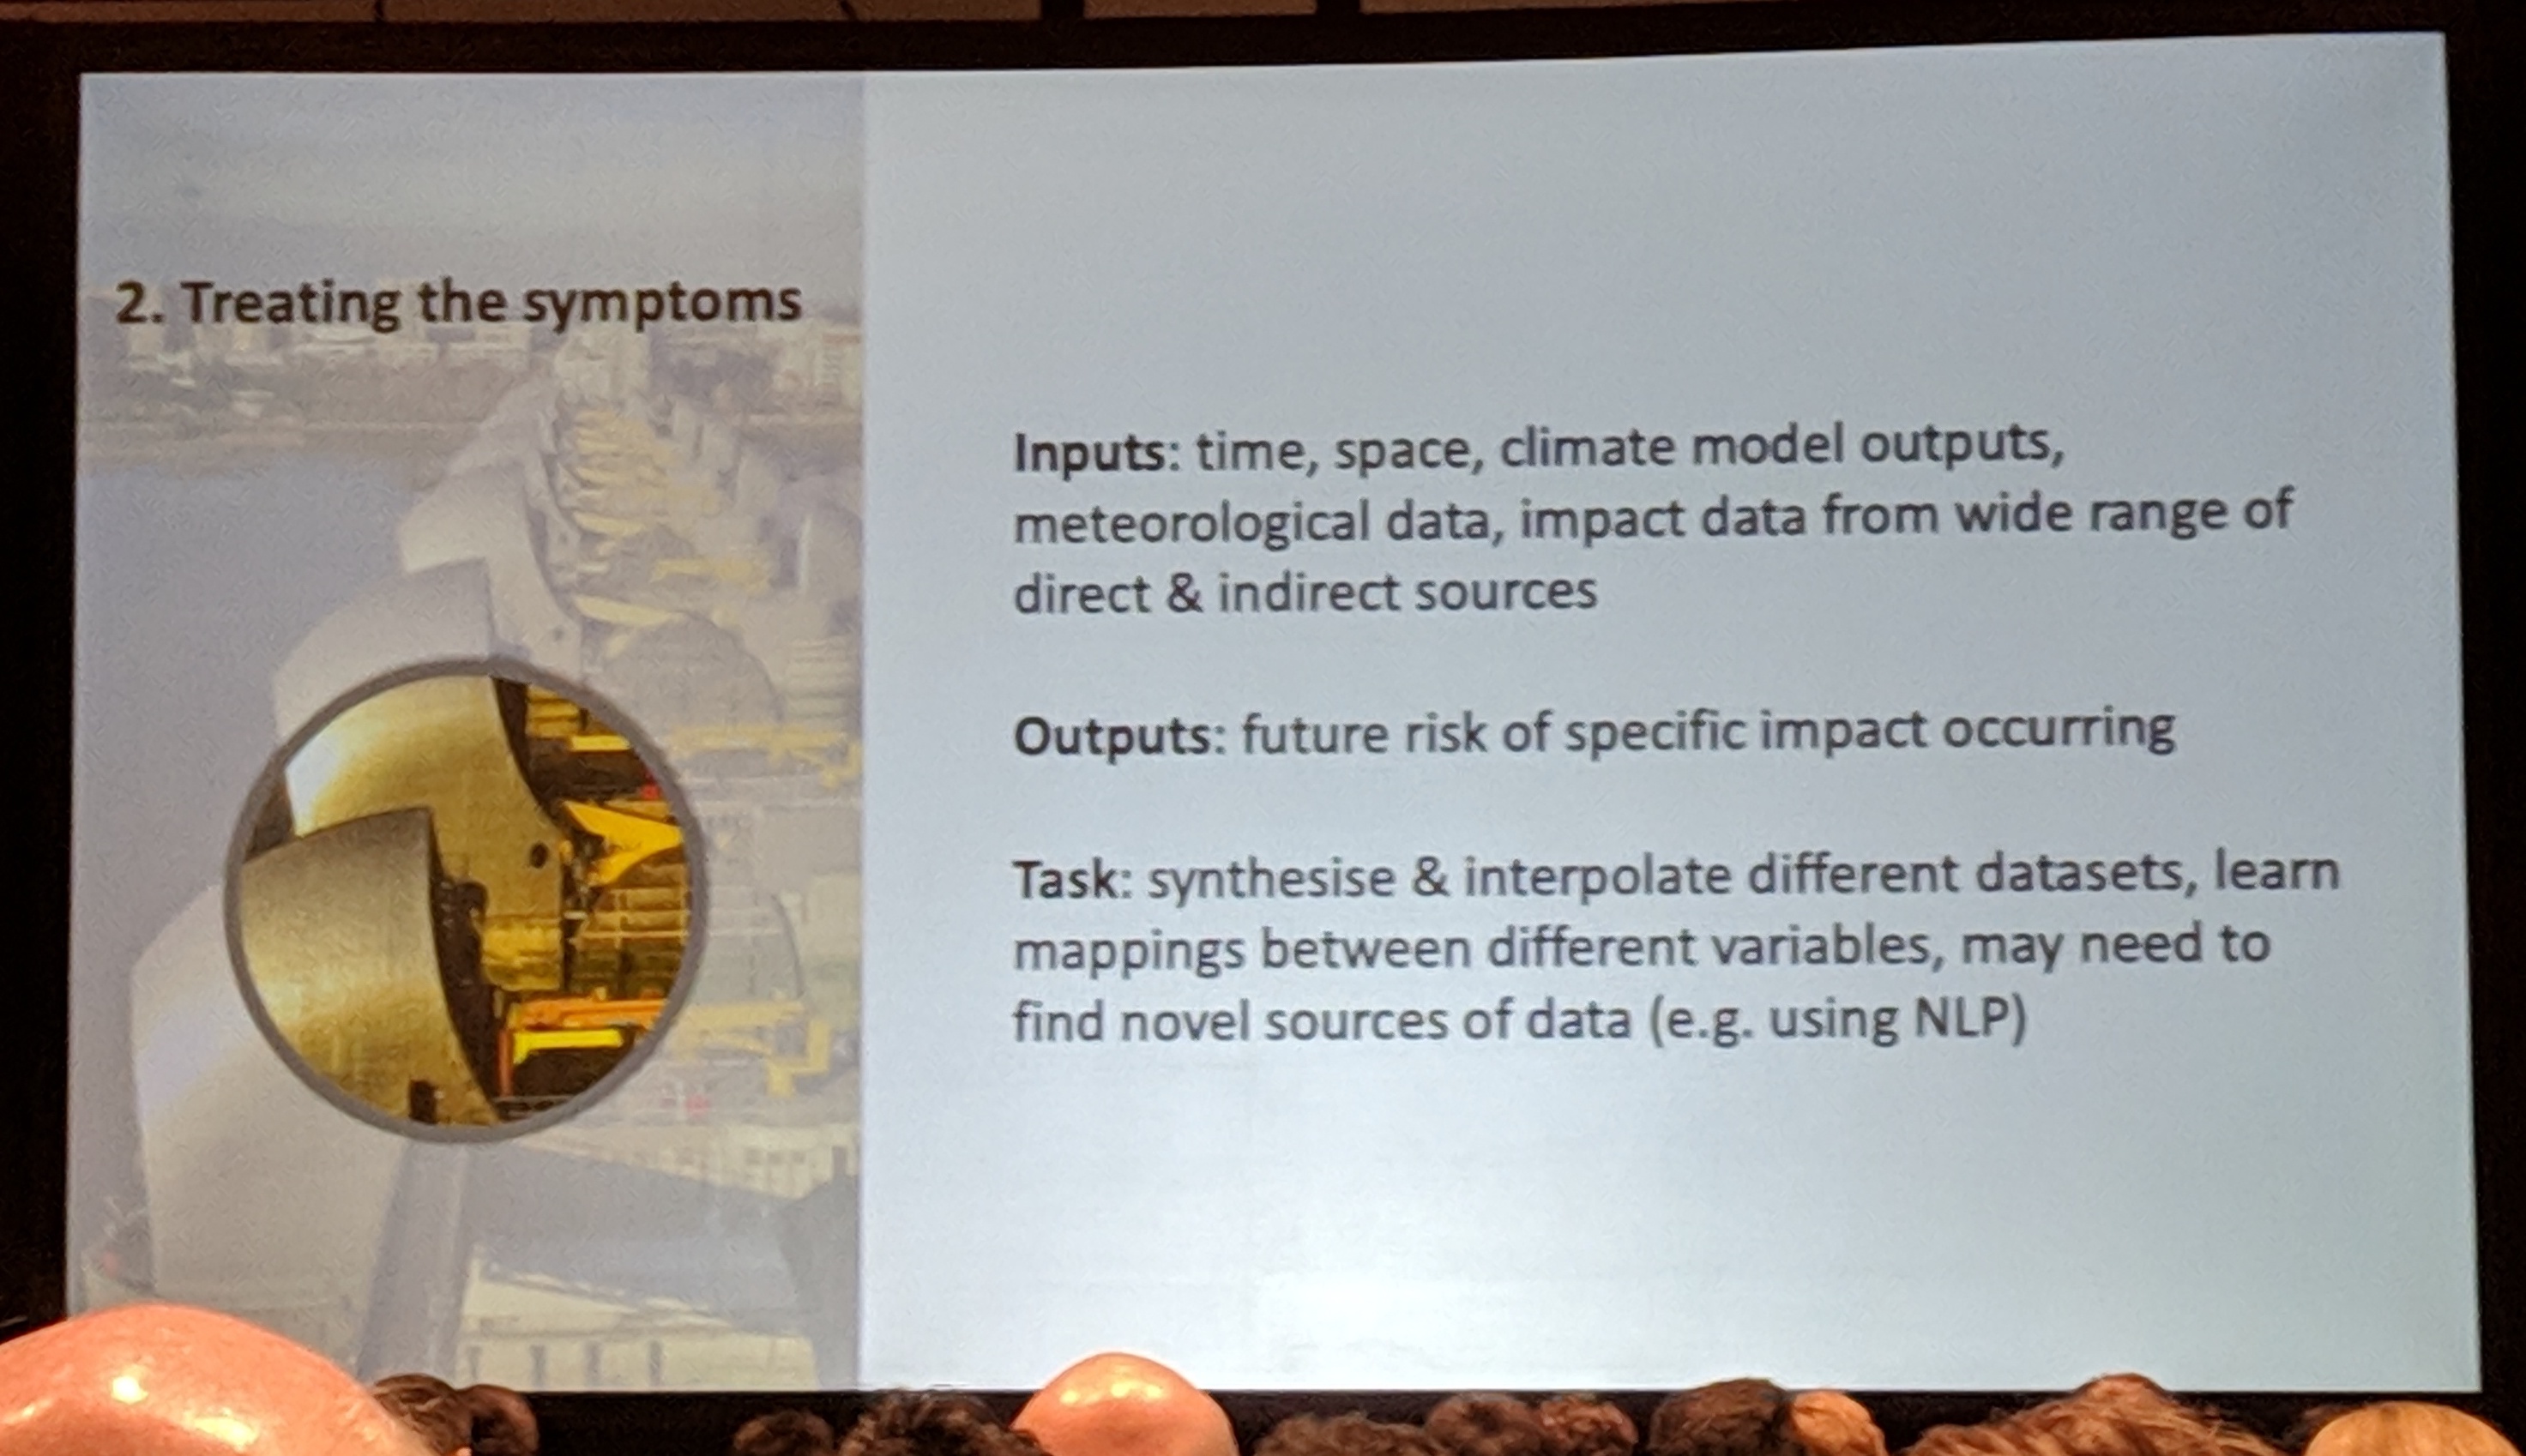 2. Treating the symptoms
Inputs: time, space, climate model outputs,
meteorological data, impact data from wide range of
direct & indirect sources
Outputs: future risk of specific impact occurring
Task: synthesise & interpolate different datasets, learn
mappings between different variables, may need to
find novel sources of data (e.g. using NLP)